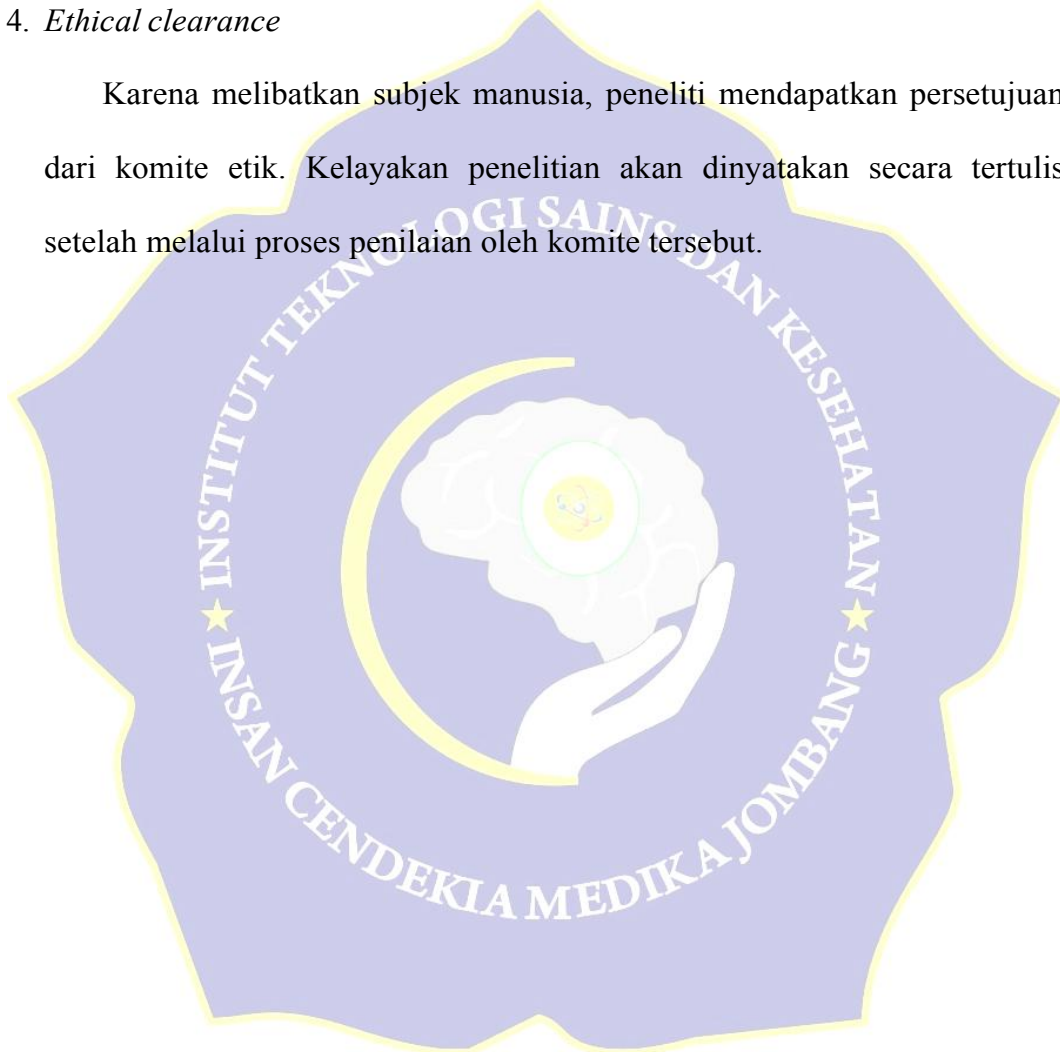 4. Ethical clearance
Karena melibatkan subjek manusia, peneliti mendapatkan persetujuan
dari komite etik. Kelayakan penelitian akan dinyatakan secara tertulis
setelah melalui proses penilaian oleh komite tersebut.
INSTITUT TEKNOLOGI SAINS DAN KESEHATAN
INSAN CENDEKIA MEDIKA JOMBANG